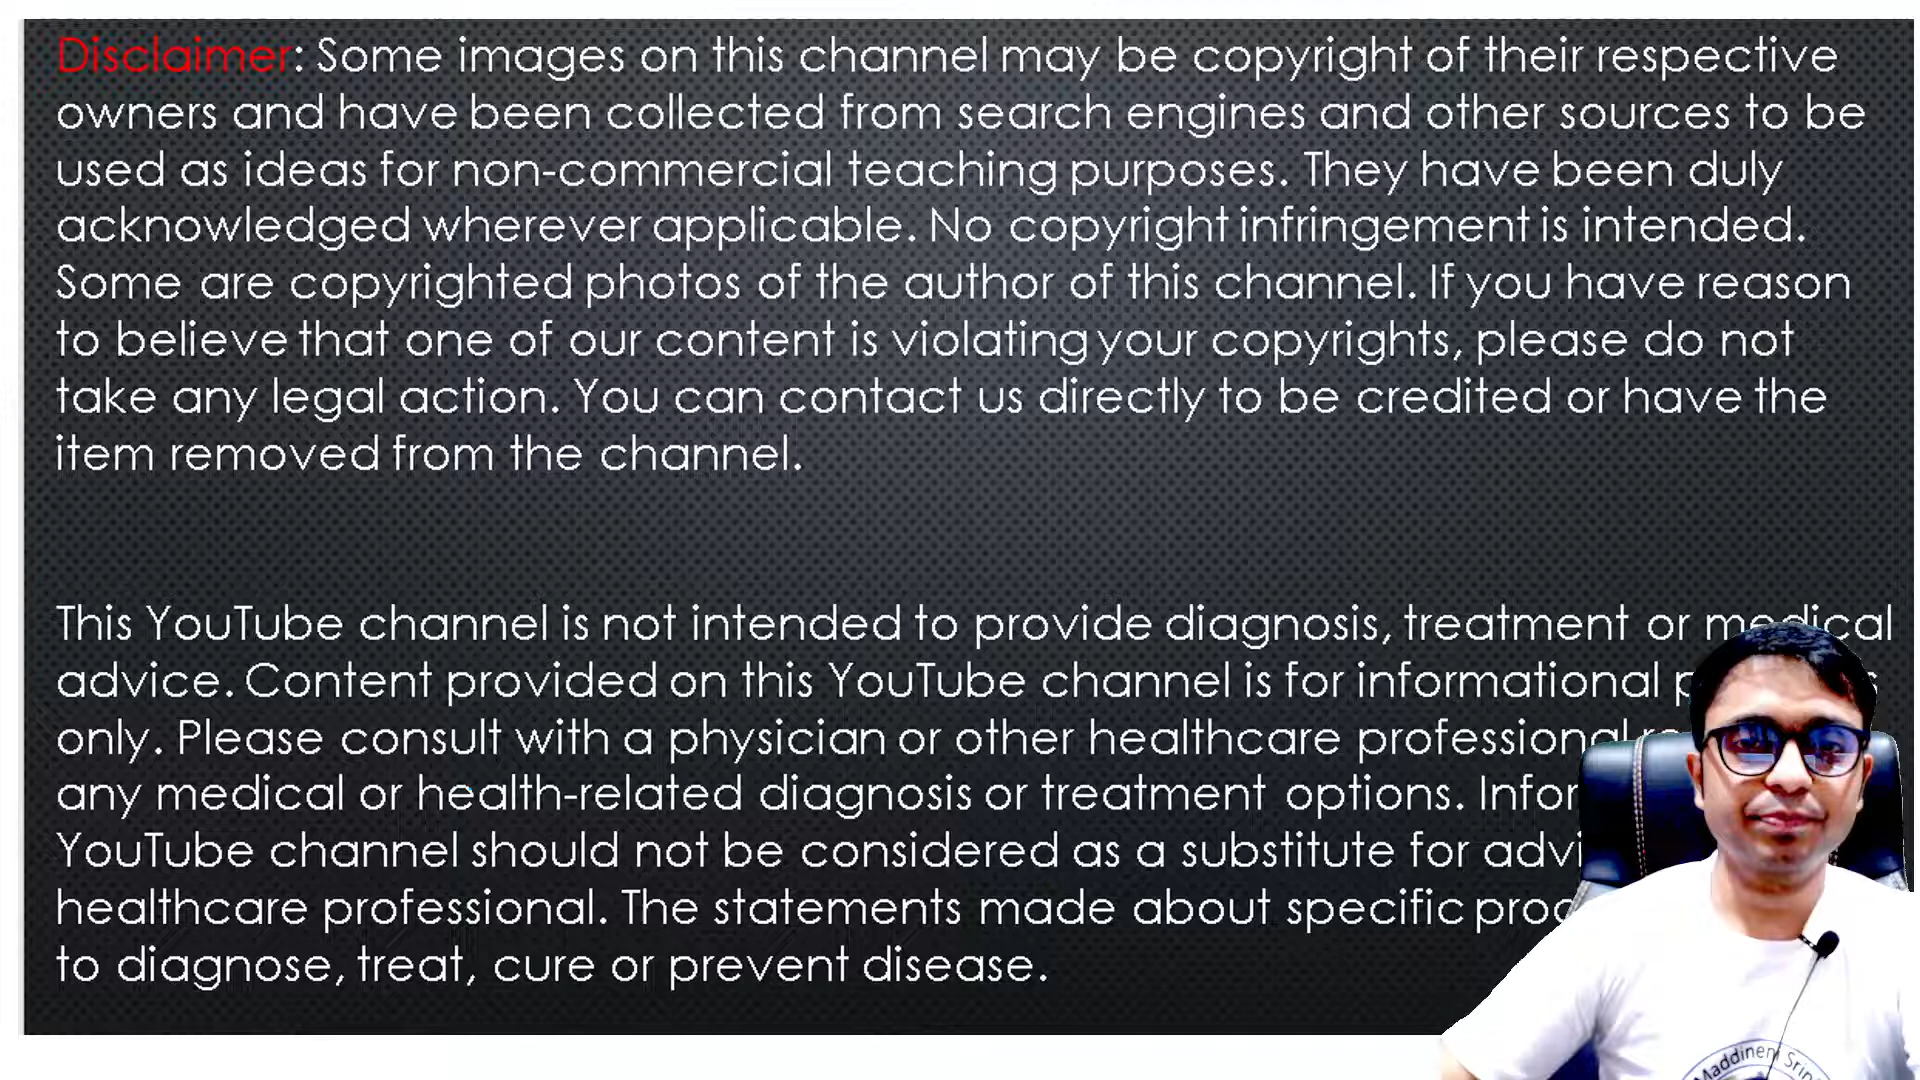 Disclaimer: Some images on this channel may be copyright of their respective
owners and have been collected from search engines and other sources to be
used as ideas for non-commercial teaching purposes. They have been duly
acknowledged wherever applicable. No copyright infringement is intended.
Some are copyrighted photos of the author of this channel. If you have reason
to believe that one of our content is violating your copyrights, please do not
take any legal action. You can contact us directly to be credited or have the
item removed from the channel.
This YouTube channel is not intended to provide diagnosis, treatment or medical
advice. Content provided on this YouTube channel is for informational
only. Please consult with a physician or other healthcare professional
any medical or health-related diagnosis or treatment options.
YouTube channel should not be considered as a substitute for
healthcare professional. The statements made about specific
to diagnose, treat, cure or prevent disease.
Maddineni